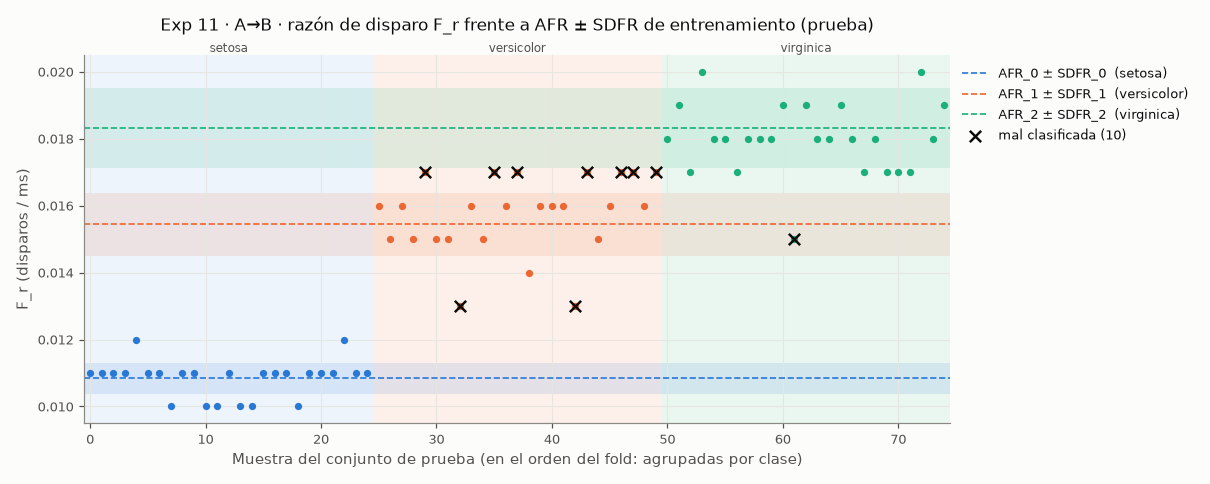 Exp 11 · A→B · razón de disparo F_r frente a AFR ± SDFR de entrenamiento (prueba)
setosa
versicolor
virginica
0.020
0.018
0.016
0.014
0.012
0.010
F_r (disparos / ms)
0
10
20
30
40
50
60
70
Muestra del conjunto de prueba (en el orden del fold: agrupadas por clase)
AFR_0 ± SDFR_0 (setosa)
AFR_1 ± SDFR_1 (versicolor)
AFR_2 ± SDFR_2 (virginica)
mal clasificada (10)